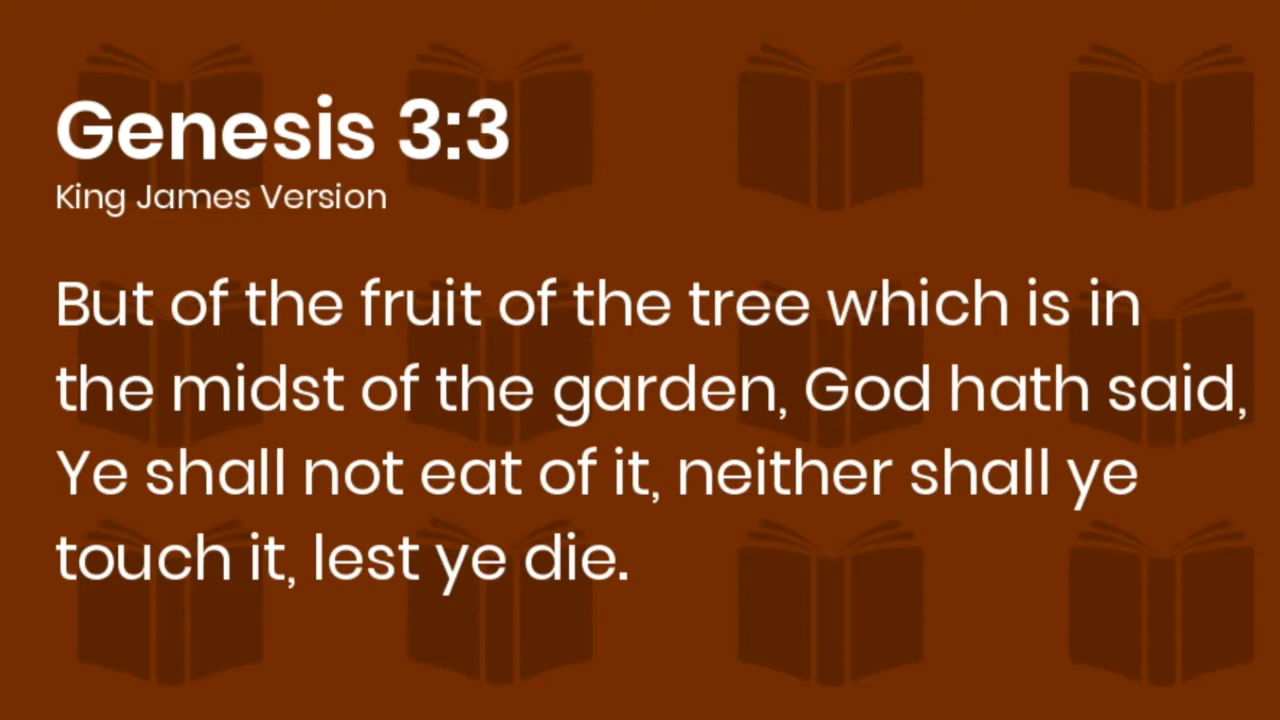 Genesis 3:3
King James Version
But of the fruit of the tree which is in
the midst of the garden, God hath said,
Ye shall not eat of it, neither shall ye
touch it, lest ye die.